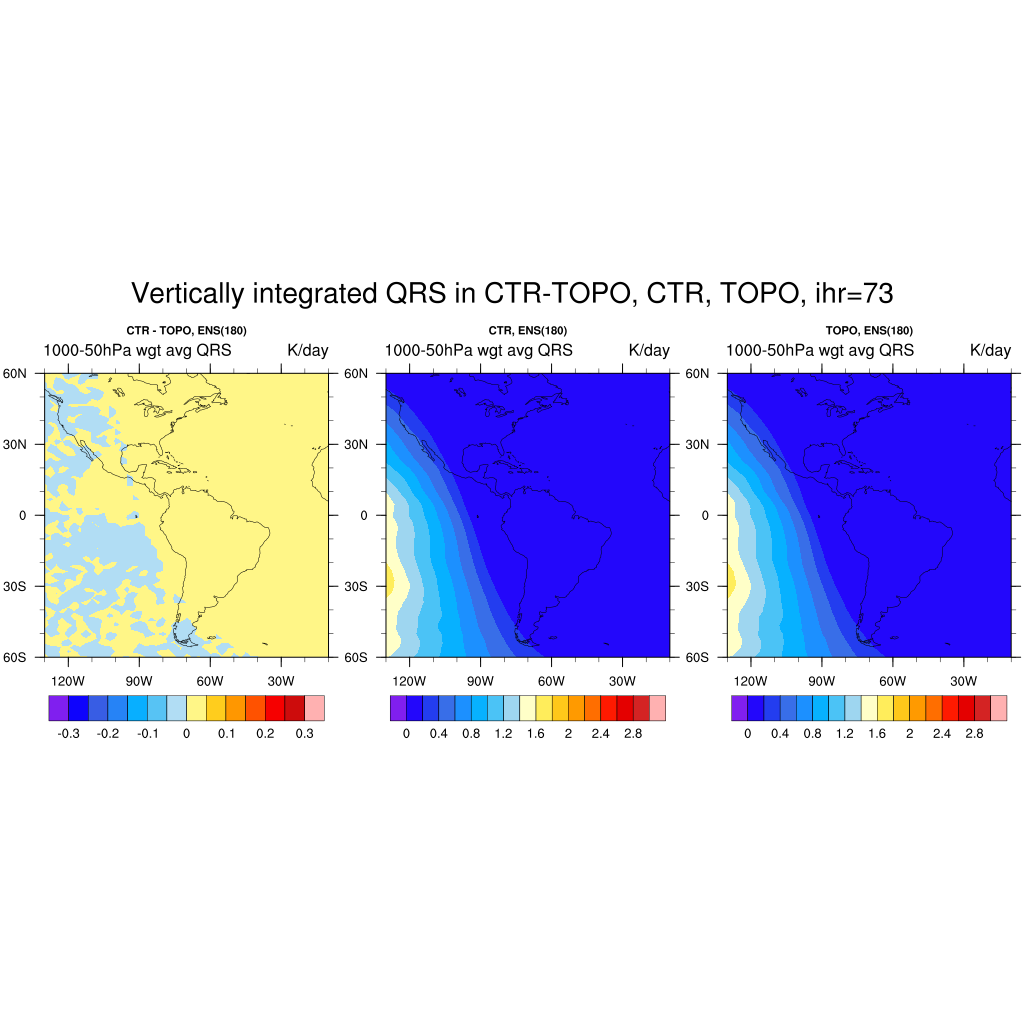 Vertically integrated QRS in CTR-TOPO, CTR, TOPO, ihr=73
CTR - TOPO, ENS(180)
1000-50hPa wgt avg QRS K/day
60N
30N
0
30S
60S
120W 90W 60W 30W
-0.3 -0.2 -0.1 0 0.1 0.2 0.3
CTR, ENS(180)
1000-50hPa wgt avg QRS K/day
60N
30N
0
30S
60S
120W 90W 60W 30W
0 0.4 0.8 1.2 1.6 2 2.4 2.8
TOPO, ENS(180)
1000-50hPa wgt avg QRS K/day
60N
30N
0
30S
60S
120W 90W 60W 30W
0 0.4 0.8 1.2 1.6 2 2.4 2.8